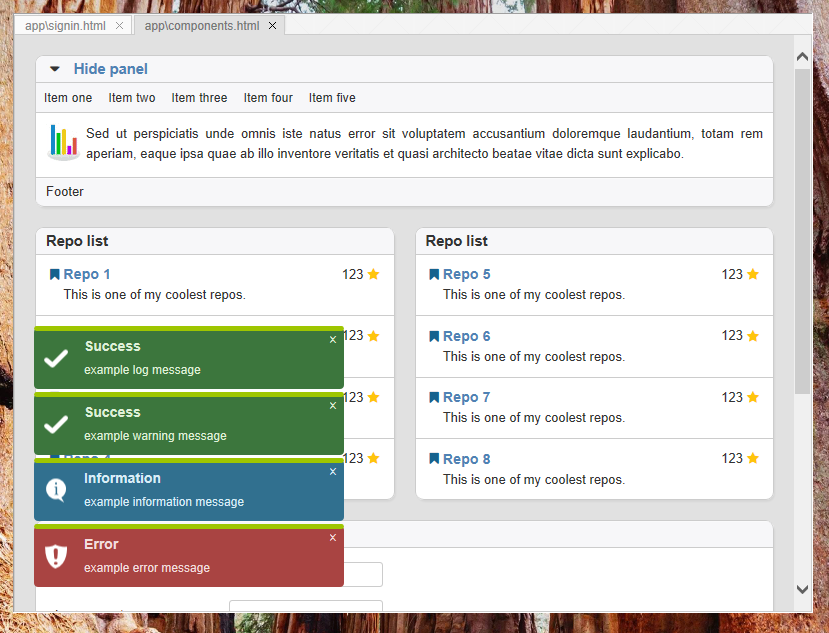 app\signin.html
app\components.html
Hide panel
Item one Item two Item three Item four Item five
Sed ut perspiciatis unde omnis iste natus error sit voluptatem accusantium doloremque laudantium, totam rem
aperiam, eaque ipsa quae ab illo inventore veritatis et quasi architecto beatae vitae dicta sunt explicabo.
Footer
Repo list
Repo 1 123
This is one of my coolest repos.
123
123
123
Success x
example log message
Success x
example warning message
Information x
example information message
Error x
example error message
Repo list
Repo 5 123
This is one of my coolest repos.
Repo 6 123
This is one of my coolest repos.
Repo 7 123
This is one of my coolest repos.
Repo 8 123
This is one of my coolest repos.